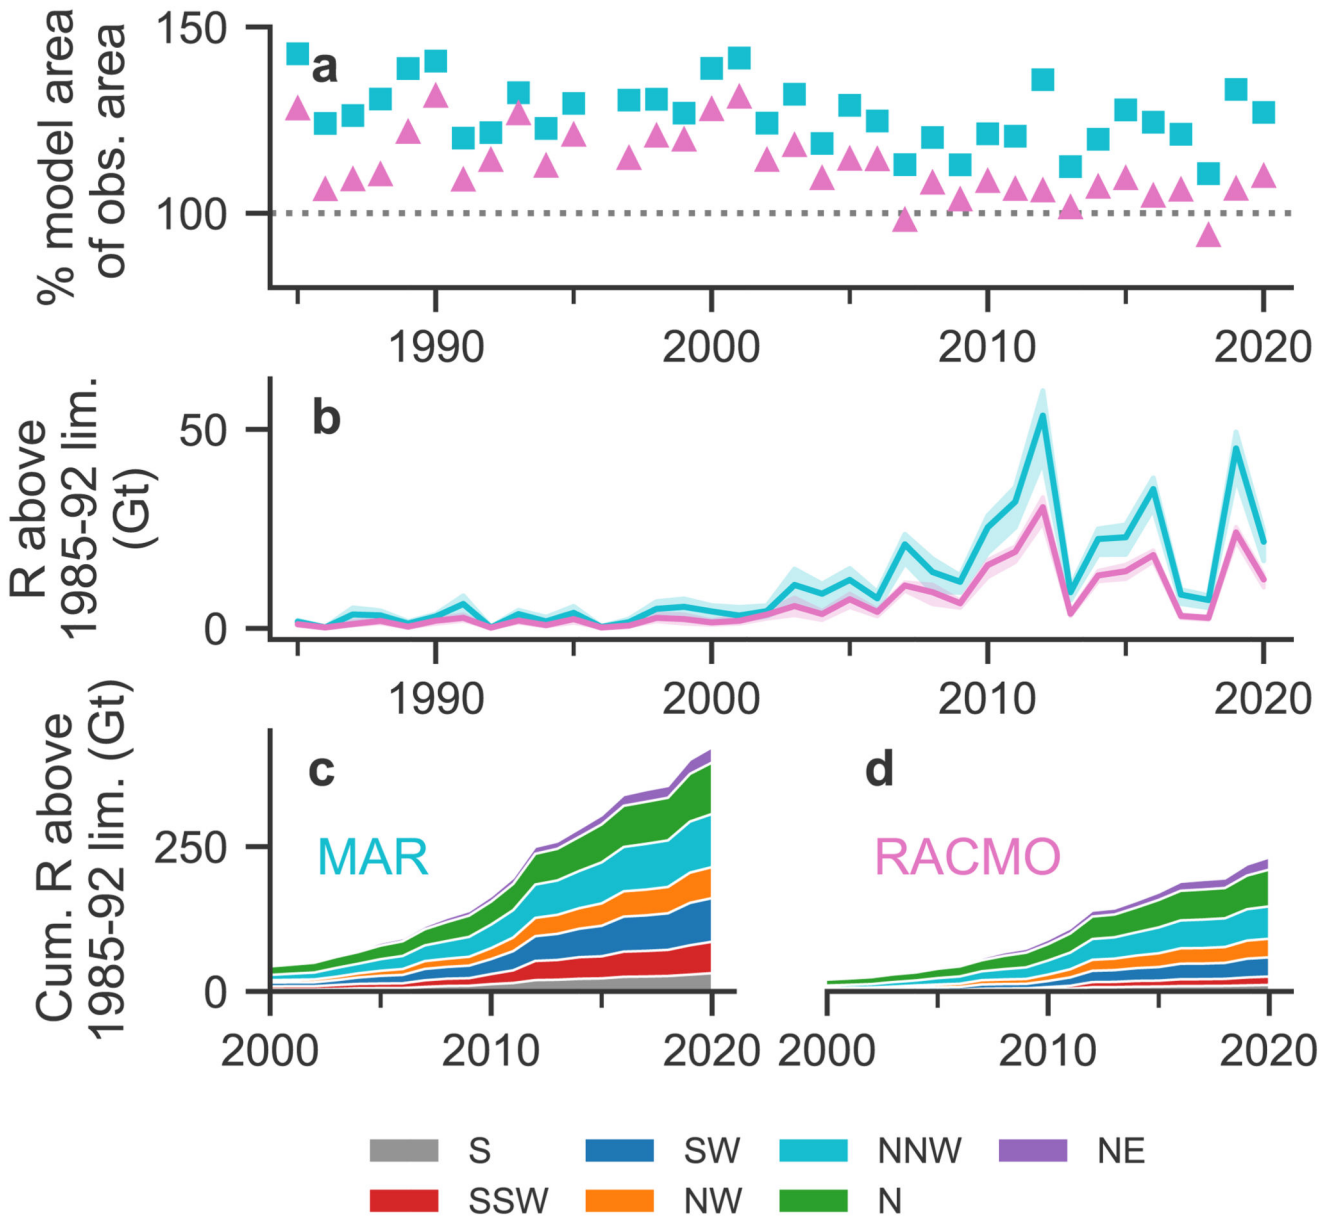 % model area
of obs. area
150
100
a
1990
2000
2010
2020
R above
1985-92 lim.
(Gt)
50
0
b
1990
2000
2010
2020
Cum. R above
1985-92 lim. (Gt)
250
0
c
MAR
2000
2010
2020
d
RACMO
2000
2010
2020
S
SW
NNW
NE
SSW
NW
N